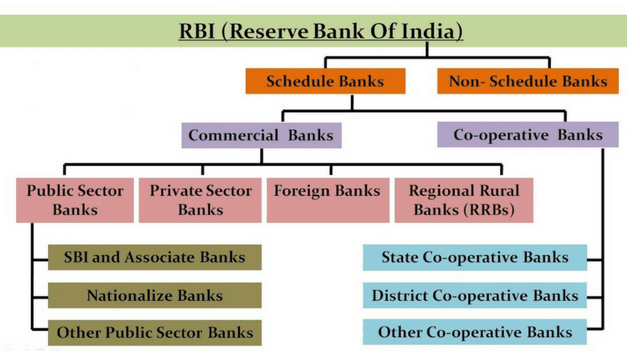 RBI (Reserve Bank Of India)
Schedule Banks
Non- Schedule Banks
Commercial Banks
Co-operative Banks
Public Sector
Banks
Private Sector
Banks
Foreign Banks
Regional Rural
Banks (RRBs)
SBI and Associate Banks
Nationalize Banks
Other Public Sector Banks
State Co-operative Banks
District Co-operative Banks
Other Co-operative Banks